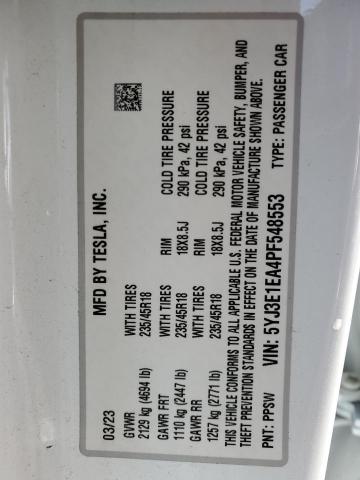 MFD BY TESLA, INC.
03/23
GVWR WITH TIRES RIM COLD TIRE PRESSURE
2129 kg (4694 lb) 235/45R18 18X8.5J 290 kPa, 42 psi
GAWR FRT WITH TIRES RIM COLD TIRE PRESSURE
1110 kg (2447 lb) 235/45R18 18X8.5J 290 kPa, 42 psi
GAWR RR
1257 kg (2771 lb)
THIS VEHICLE CONFORMS TO ALL APPLICABLE U.S. FEDERAL MOTOR VEHICLE SAFETY, BUMPER, AND
THEFT PREVENTION STANDARDS IN EFFECT ON THE DATE OF MANUFACTURE SHOWN ABOVE.
PNT: PPSW VIN: 5YJ3E1EA4PF548553 TYPE: PASSENGER CAR